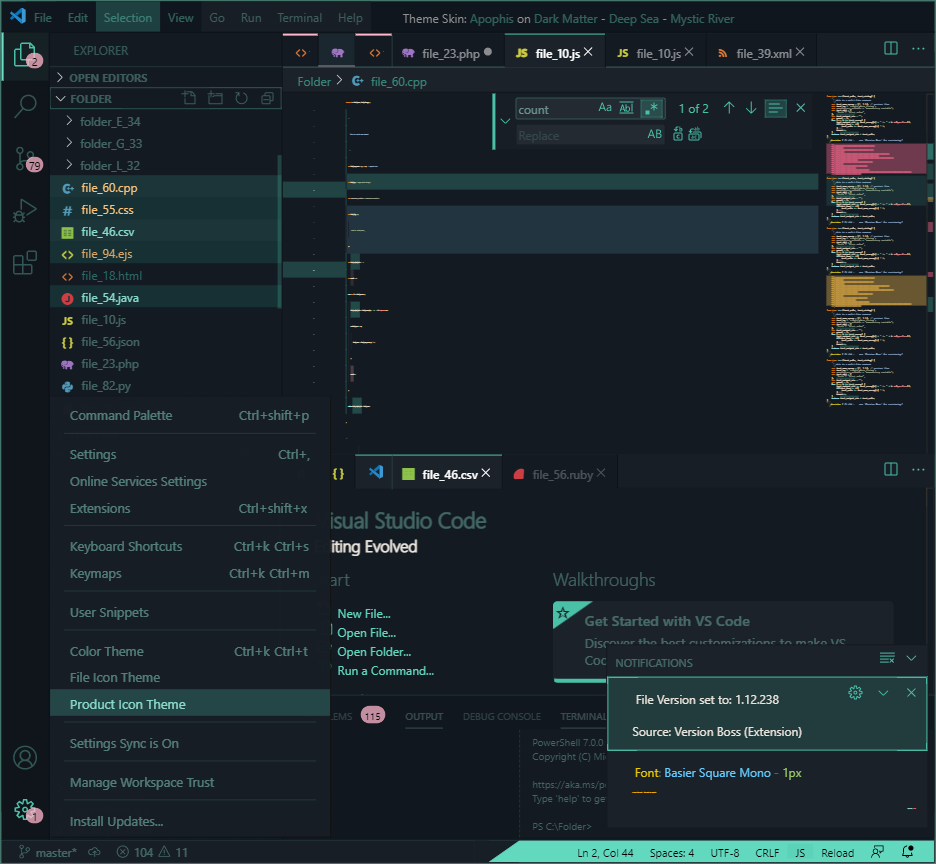 File Edit Selection View Go Run Terminal Help Theme Skin: Apophis on Dark Matter - Deep Sea - Mystic River
2
EXPLORER
file_23.php file_10.js file_10.js file_39.xml
OPEN EDITORS
Folder > file_60.cpp
FOLDER
count Aa Abl .* 1 of 2
Replace AB
folder_E_34
folder_G_33
79
folder_L_32
file_60.cpp
file_55.css
file_46.csv
file_94.ejs
file_18.html
file_54.java
JS file_10.js
file_56.json
file_23.php
file_82.py
Command Palette Ctrl+shift+p
Settings Ctrl+,
Online Services Settings
Extensions Ctrl+shift+x
Keyboard Shortcuts Ctrl+k Ctrl+s
Keymaps Ctrl+k Ctrl+m
User Snippets
Color Theme Ctrl+k Ctrl+t
File Icon Theme
Product Icon Theme
Settings Sync is On
Manage Workspace Trust
Install Updates...
1
{} file_46.csv file_56.ruby
isual Studio Code
iting Evolved
art
New File...
Open File...
Open Folder...
Run a Command...
Walkthroughs
Get Started with VS Code
Discover the best customizations to make VS
Coc
LEMS 115 OUTPUT DEBUG CONSOLE TERMINAL
PowerShell 7.0.0
Copyright (C) Mi
https://aka.ms/p
Type 'help' to ge
PS C:\Folder>
NOTIFICATIONS
File Version set to: 1.12.238
Source: Version Boss (Extension)
Font: Basier Square Mono - 1px
master* 104 11 Ln 2, Col 44 Spaces: 4 UTF-8 CRLF JS Reload